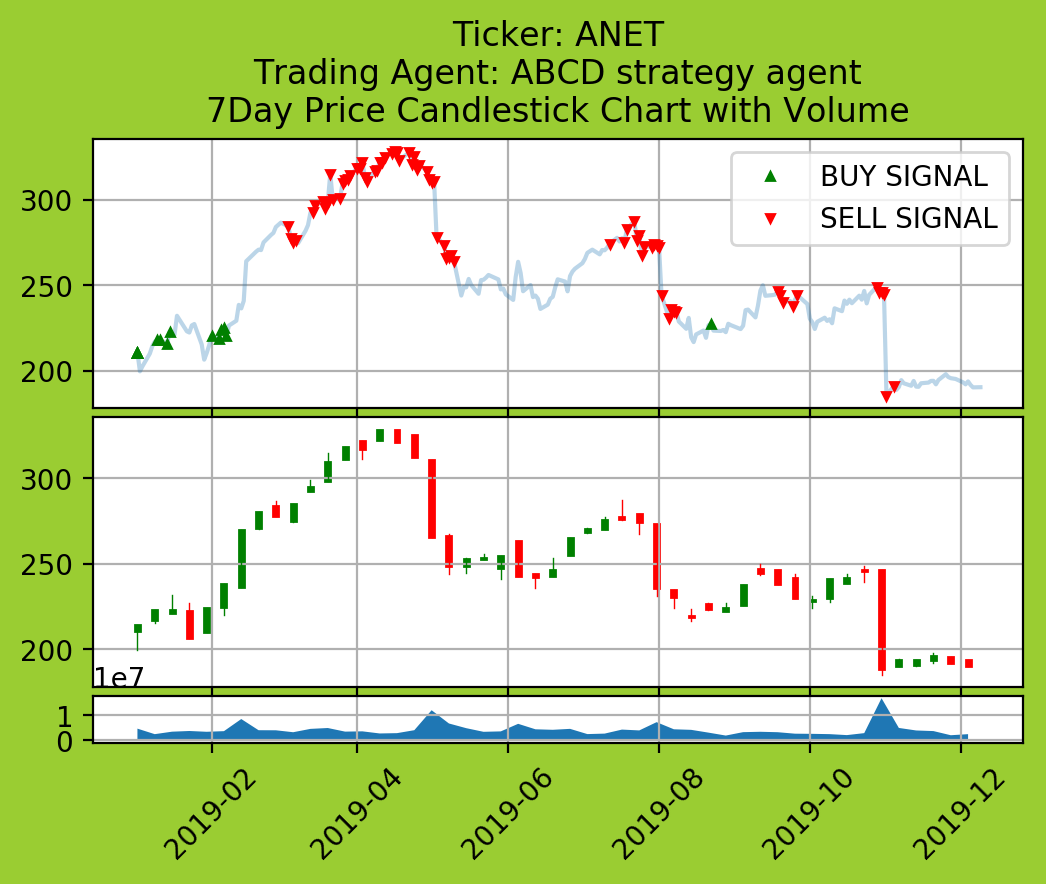 Ticker: ANET
Trading Agent: ABCD strategy agent
7Day Price Candlestick Chart with Volume
BUY SIGNAL
SELL SIGNAL
300
250
200
300
250
200
1e7
1
0
2019-02
2019-04
2019-06
2019-08
2019-10
2019-12